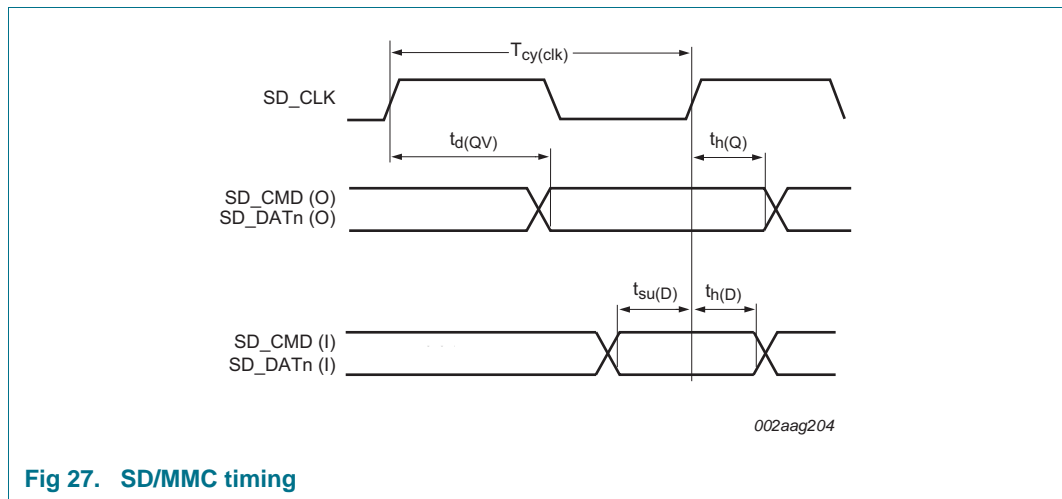 Tcy(clk)
SD_CLK
td(QV)
th(Q)
SD_CMD (O)
SD_DATn (O)
tsu(D)
th(D)
SD_CMD (I)
SD_DATn (I)
002aag204
Fig 27. SD/MMC timing